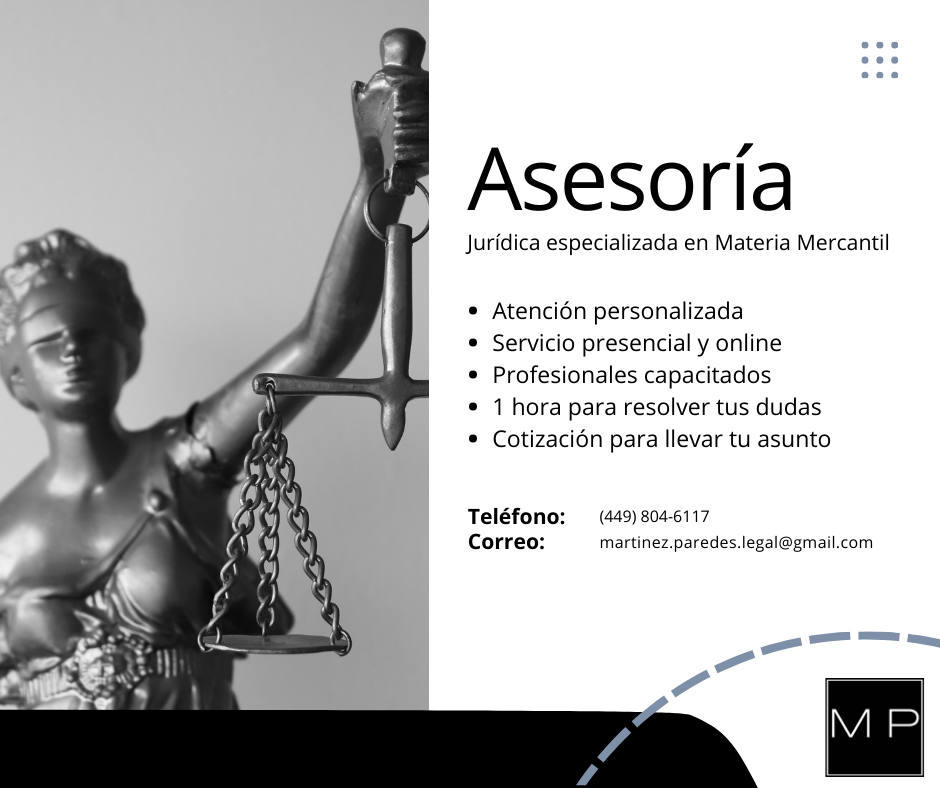 Asesoría
Jurídica especializada en Materia Mercantil
• Atención personalizada
• Servicio presencial y online
• Profesionales capacitados
• 1 hora para resolver tus dudas
• Cotización para llevar tu asunto
Teléfono: (449) 804-6117
Correo: martinez.paredes.legal@gmail.com
M P